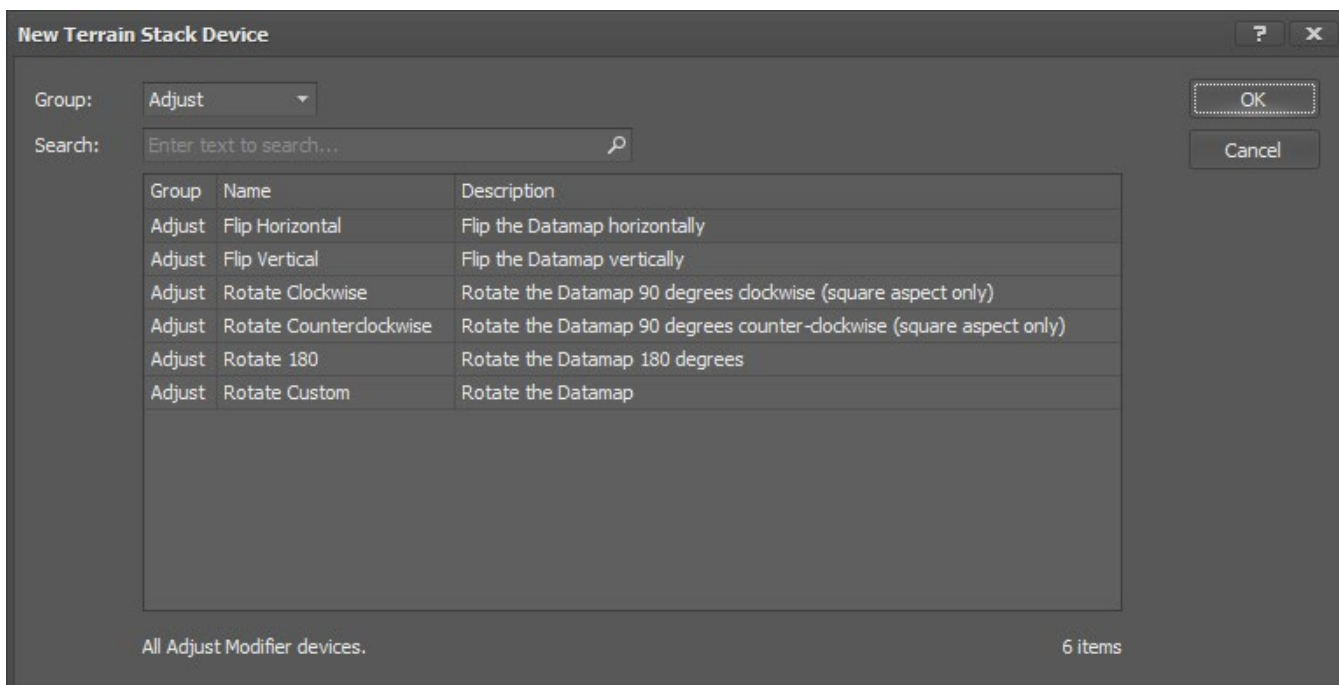 New Terrain Stack Device
Group: Adjust OK
Search: Enter text to search... Cancel
Group Name Description
Adjust Flip Horizontal Flip the Datamap horizontally
Adjust Flip Vertical Flip the Datamap vertically
Adjust Rotate Clockwise Rotate the Datamap 90 degrees clockwise (square aspect only)
Adjust Rotate Counterclockwise Rotate the Datamap 90 degrees counter-clockwise (square aspect only)
Adjust Rotate 180 Rotate the Datamap 180 degrees
Adjust Rotate Custom Rotate the Datamap
All Adjust Modifier devices. 6 items